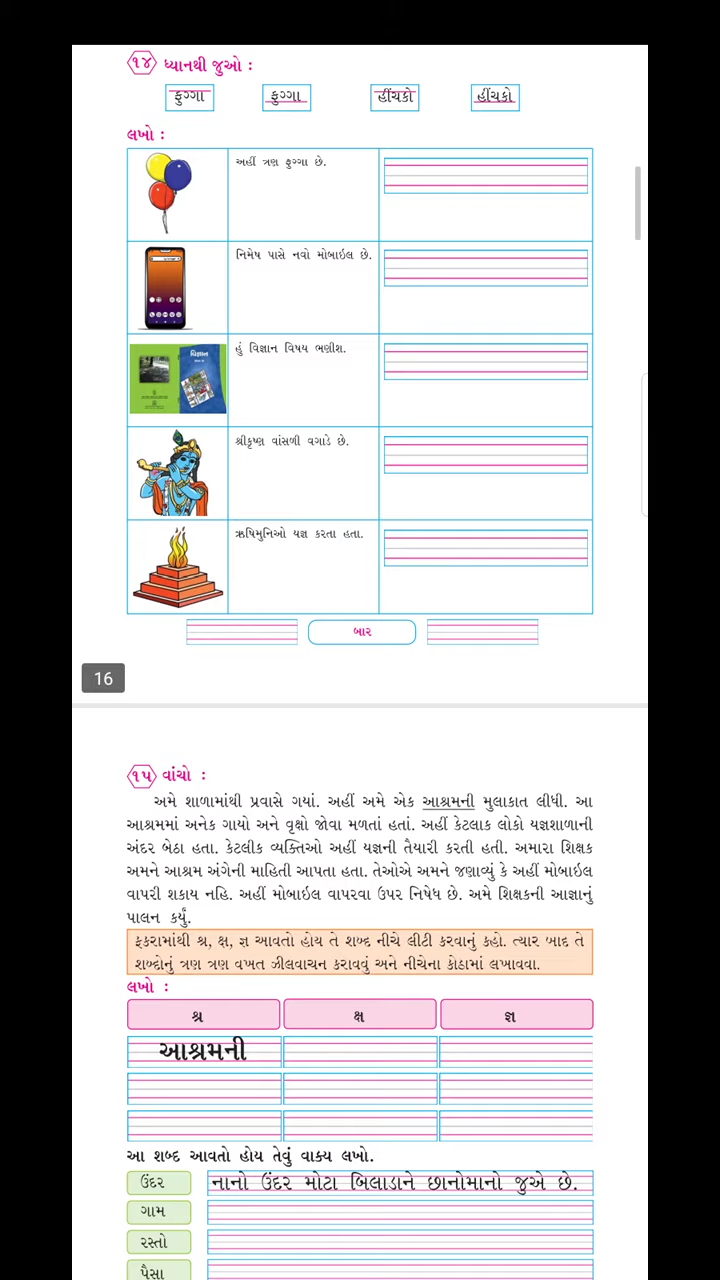 ૧૪ ધ્યાનથી જુઓ :
ફુગ્ગા ફુગ્ગા હીંચકો હીંચકો
લખો :
અહીં ત્રણ ફુગ્ગા છે.
નિમેષ પાસે નવો મોબાઇલ છે.
વિજ્ઞાન
હું વિજ્ઞાન વિષય ભણીશ.
શ્રીકૃષ્ણ વાંસળી વગાડે છે.
ઋષિમુનિઓ યજ્ઞ કરતા હતા.
બાર
16
૧૫ વાંચો :
અમે શાળામાંથી પ્રવાસે ગયાં. અહીં અમે એક આશ્રમની મુલાકાત લીધી. આ
આશ્રમમાં અનેક ગાયો અને વૃક્ષો જોવા મળતાં હતાં. અહીં કેટલાક લોકો યજ્ઞશાળાની
અંદર બેઠા હતા. કેટલીક વ્યક્તિઓ અહીં યજ્ઞની તૈયારી કરતી હતી. અમારા શિક્ષક
અમને આશ્રમ અંગેની માહિતી આપતા હતા. તેઓએ અમને જણાવ્યું કે અહીં મોબાઇલ
વાપરી શકાય નહિ. અહીં મોબાઇલ વાપરવા ઉપર નિષેધ છે. અમે શિક્ષકની આજ્ઞાનું
પાલન કર્યું.
ફકરામાંથી શ્ર, ક્ષ, જ્ઞ આવતો હોય તે શબ્દ નીચે લીટી કરવાનું કહો. ત્યાર બાદ તે
શબ્દોનું ત્રણ ત્રણ વખત ઝીલવાચન કરાવવું અને નીચેના કોઠામાં લખાવવા.
લખો :
શ્ર ક્ષ જ્ઞ
આશ્રમની
આ શબ્દ આવતો હોય તેવું વાક્ય લખો.
ઉંદર નાનો ઉંદર મોટા બિલાડાને છાનોમાનો જુએ છે.
ગામ
રસ્તો
પૈસા